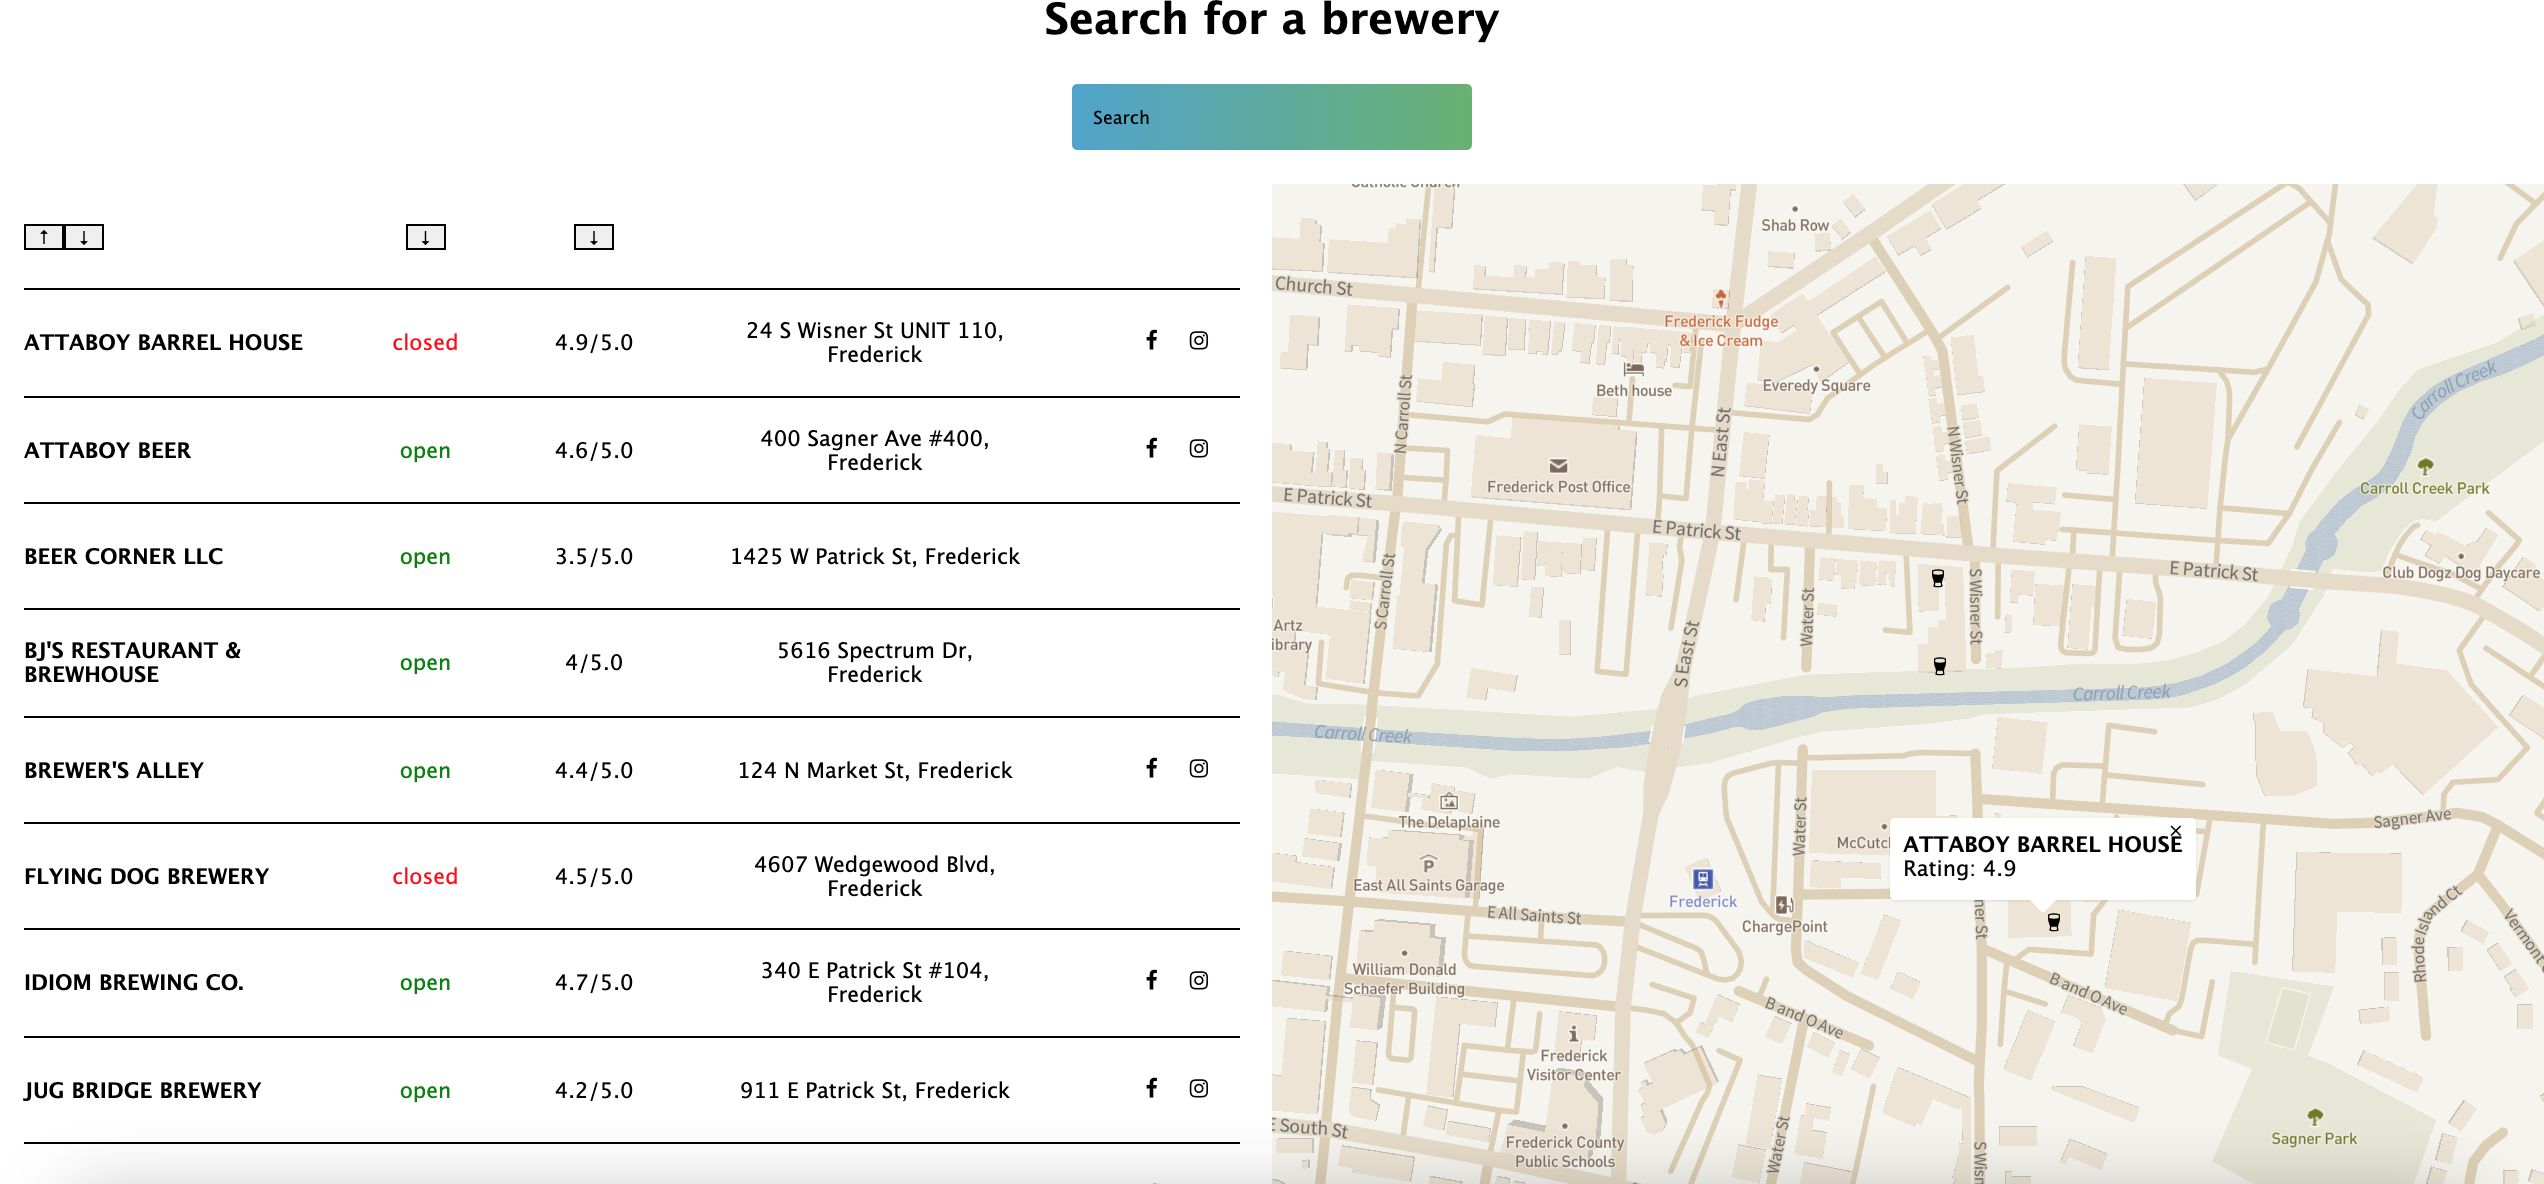 Search for a brewery
Search
↑ ↓ ↓ ↓
ATTABOY BARREL HOUSE closed 4.9/5.0 24 S Wisner St UNIT 110,
Frederick
ATTABOY BEER open 4.6/5.0 400 Sagner Ave #400,
Frederick
BEER CORNER LLC open 3.5/5.0 1425 W Patrick St, Frederick
BJ'S RESTAURANT &
BREWHOUSE
open 4/5.0 5616 Spectrum Dr,
Frederick
BREWER'S ALLEY open 4.4/5.0 124 N Market St, Frederick
FLYING DOG BREWERY closed 4.5/5.0 4607 Wedgewood Blvd,
Frederick
IDIOM BREWING CO. open 4.7/5.0 340 E Patrick St #104,
Frederick
JUG BRIDGE BREWERY open 4.2/5.0 911 E Patrick St, Frederick
Catholic Church
Shab Row
Church St
Frederick Fudge
& Ice Cream
Beth house
Everedy Square
N Carroll St
N East St
N Wisner St
Carroll Creek
Frederick Post Office
Carroll Creek Park
E Patrick St
E Patrick St
E Patrick St
Club Dogz Dog Daycare
S Carroll St
Water St
S Wisner St
Artz
S East St
Carroll Creek
Carroll Creek
The Delaplaine
Water St
Sagner Ave
ATTABOY BARREL HOUSE ×
Rating: 4.9
P
East All Saints Garage
Frederick
E All Saints St
ChargePoint
Rhode Island Ct
Vermont
William Donald
Schaefer Building
B and O Ave
B and O Ave
Frederick
Visitor Center
E South St
Frederick County
Public Schools
Water St
Sagner Park